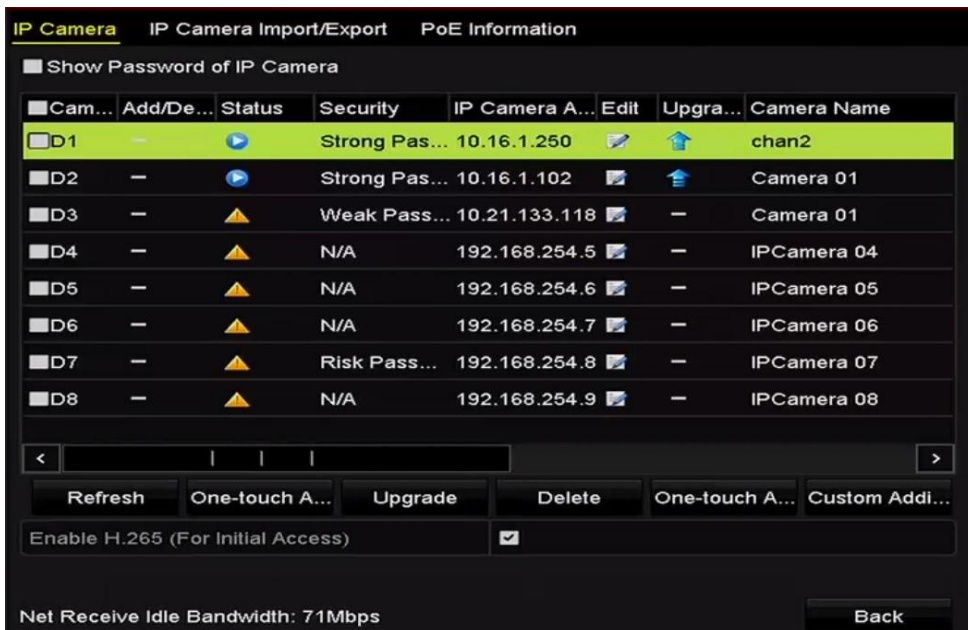 IP Camera IP Camera Import/Export PoE Information
Show Password of IP Camera
Cam... Add/De... Status Security IP Camera A... Edit Upgra... Camera Name
D1 — Strong Pas... 10.16.1.250 chan2
D2 — Strong Pas... 10.16.1.102 Camera 01
D3 — Weak Pass... 10.21.133.118 — Camera 01
D4 — N/A 192.168.254.5 — IPCamera 04
D5 — N/A 192.168.254.6 — IPCamera 05
D6 — N/A 192.168.254.7 — IPCamera 06
D7 — Risk Pass... 192.168.254.8 — IPCamera 07
D8 — N/A 192.168.254.9 — IPCamera 08
< >
Refresh One-touch A... Upgrade Delete One-touch A... Custom Addi...
Enable H.265 (For Initial Access)
Net Receive Idle Bandwidth: 71Mbps Back